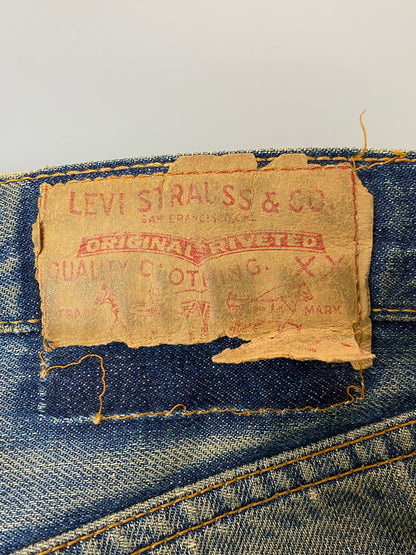 LEVI STRAUSS & CO.
SAN FRANCISCO, CAL.
ORIGINAL RIVETED
QUALITY CLOTHING. XX
TRADE MARK